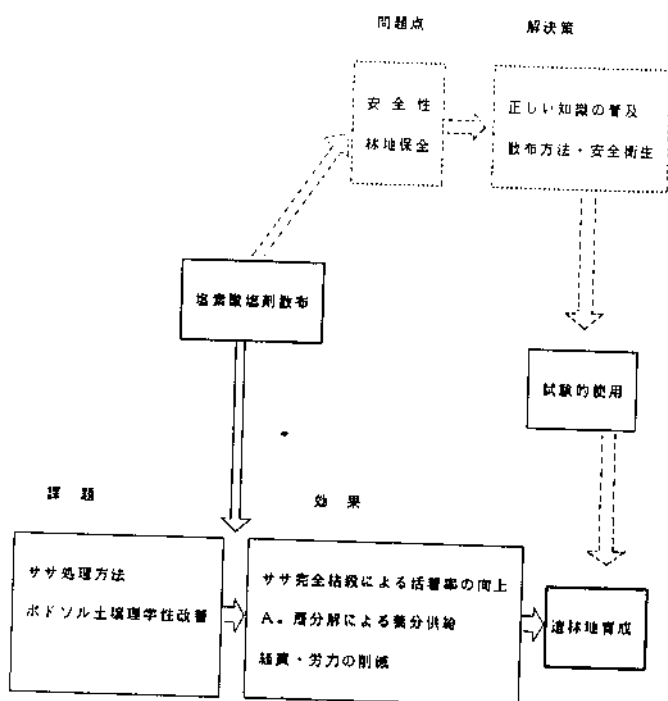 問題点
解決策
安全性
林地保全
正しい知識の普及
散布方法・安全衛生
塩素酸塩剤散布
試験的使用
課題
効果
ササ処理方法
ポドゾル土壌理学性改善
ササ完全枯殺による活着率の向上
A。層分解による養分供給
経費・労力の削減
造林地育成